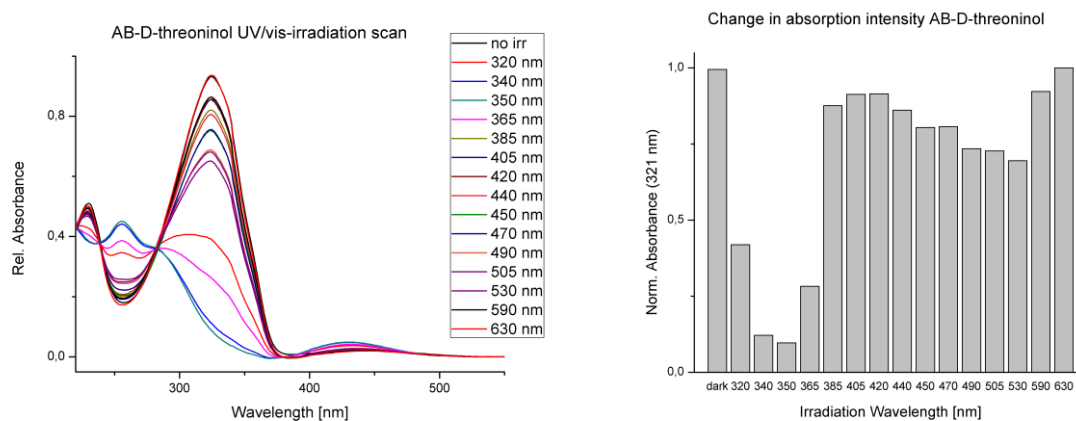 AB-D-threoninol UV/vis-irradiation scan
Rel. Absorbance
0,8
0,4
0,0
300
400
500
Wavelength [nm]
no irr
320 nm
340 nm
350 nm
365 nm
385 nm
405 nm
420 nm
440 nm
450 nm
470 nm
490 nm
505 nm
530 nm
590 nm
630 nm
Change in absorption intensity AB-D-threoninol
Norm. Absorbance (321 nm)
1,0
0,5
0,0
dark 320 340 350 365 385 405 420 440 450 470 490 505 530 590 630
Irradiation Wavelength [nm]